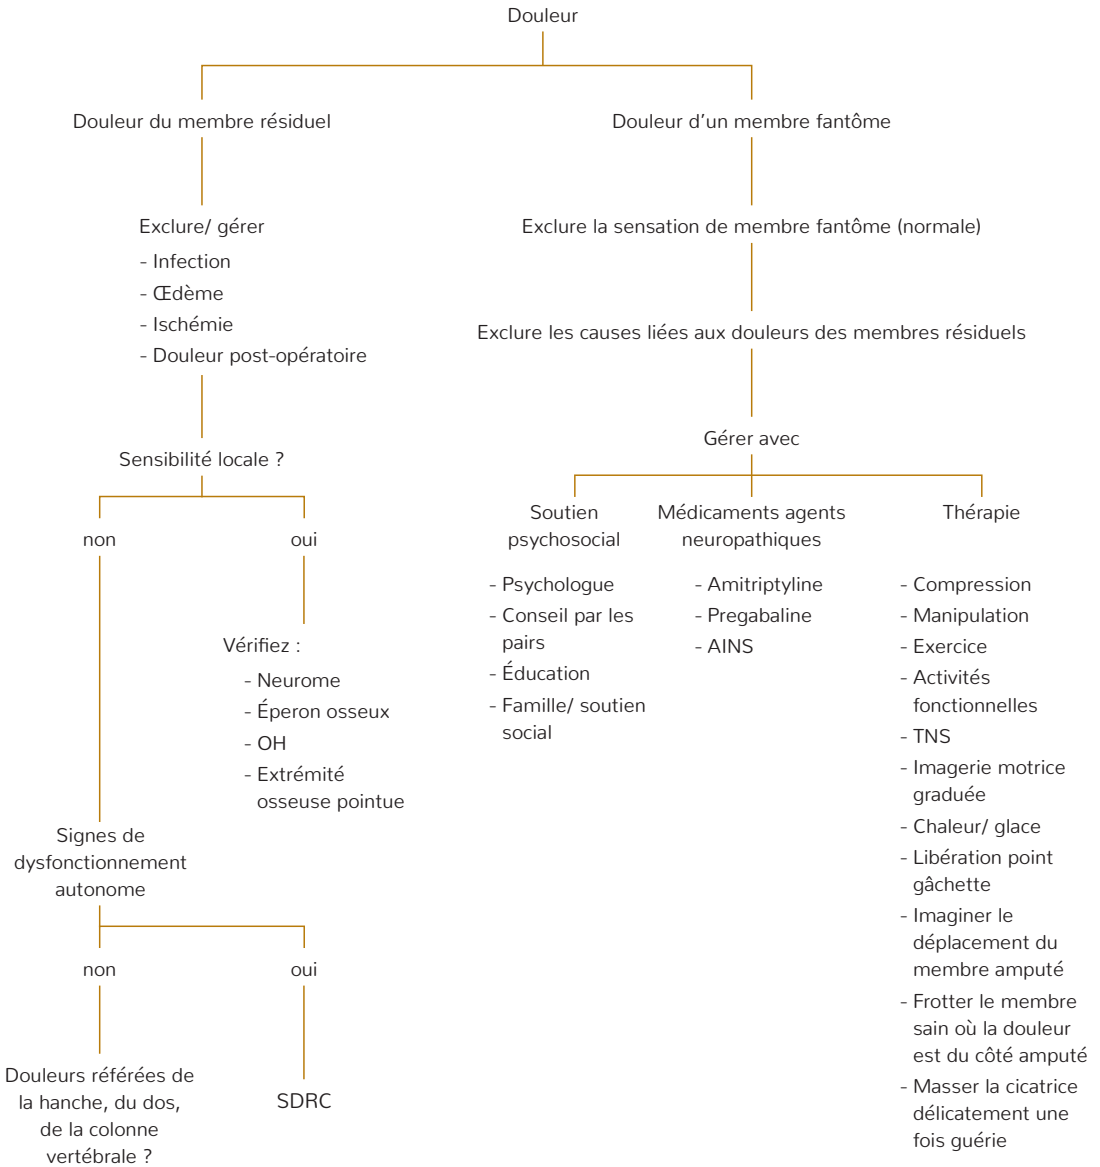 Douleur
Douleur du membre résiduel
Exclure/ gérer
- Infection
- Œdème
- Ischémie
- Douleur post-opératoire
Sensibilité locale ?
non
oui
Vérifiez :
- Neurome
- Éperon osseux
- OH
- Extrémité
osseuse pointue
Signes de
dysfonctionnement
autonome
non
oui
Douleurs référées de
la hanche, du dos,
de la colonne
vertébrale ?
SDRC
Douleur d'un membre fantôme
Exclure la sensation de membre fantôme (normale)
Exclure les causes liées aux douleurs des membres résiduels
Gérer avec
Soutien
psychosocial
- Psychologue
- Conseil par les
pairs
- Éducation
- Famille/ soutien
social
Médicaments agents
neuropathiques
- Amitriptyline
- Pregabaline
- AINS
Thérapie
- Compression
- Manipulation
- Exercice
- Activités
fonctionnelles
- TNS
- Imagerie motrice
graduée
- Chaleur/ glace
- Libération point
gâchette
- Imaginer le
déplacement du
membre amputé
- Frotter le membre
sain où la douleur
est du côté amputé
- Masser la cicatrice
délicatement une
fois guérie